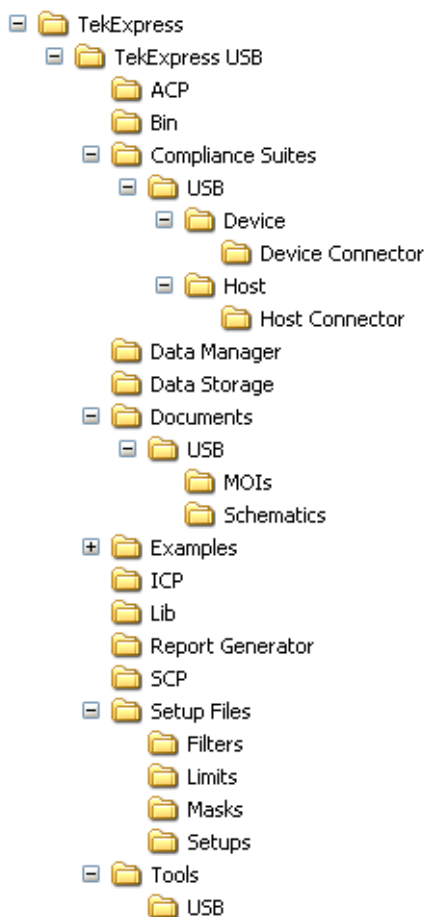 TekExpress
TekExpress USB
ACP
Bin
Compliance Suites
USB
Device
Device Connector
Host
Host Connector
Data Manager
Data Storage
Documents
USB
MOIs
Schematics
Examples
ICP
Lib
Report Generator
SCP
Setup Files
Filters
Limits
Masks
Setups
Tools
USB